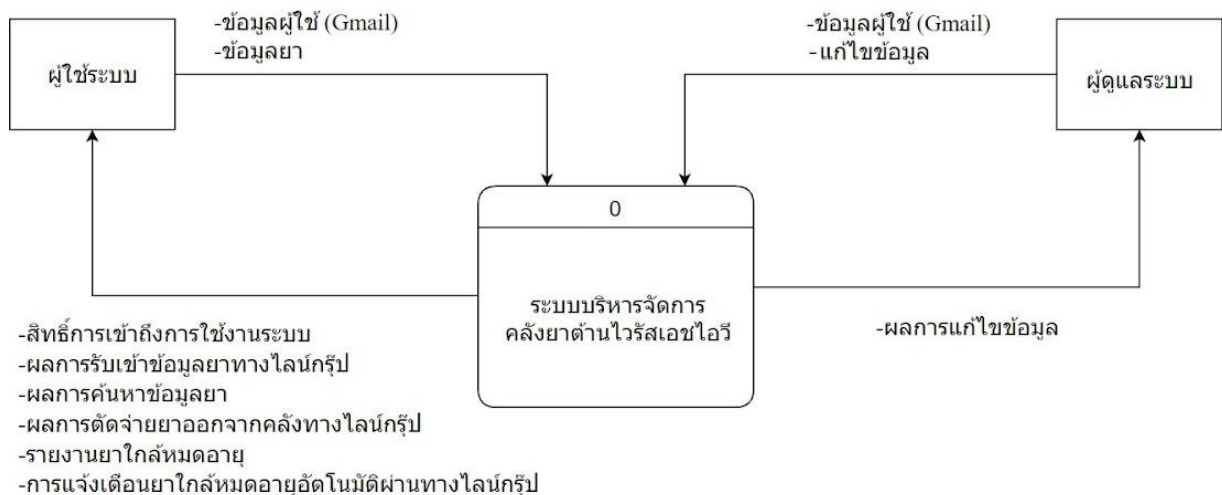 -ข้อมูลผู้ใช้ (Gmail)
-ข้อมูลยา
ผู้ใช้ระบบ
-ข้อมูลผู้ใช้ (Gmail)
-แก้ไขข้อมูล
ผู้ดูแลระบบ
0
ระบบบริหารจัดการ
คลังยาต้านไวรัสเอชไอวี
-สิทธิ์การเข้าถึงการใช้งานระบบ
-ผลการรับเข้าข้อมูลยาทางไลน์กรุ๊ป
-ผลการค้นหาข้อมูลยา
-ผลการตัดจ่ายยาออกจากคลังทางไลน์กรุ๊ป
-รายงานยาใกล้หมดอายุ
-การแจ้งเตือนยาใกล้หมดอายุอัตโนมัติผ่านทางไลน์กรุ๊ป
-ผลการแก้ไขข้อมูล